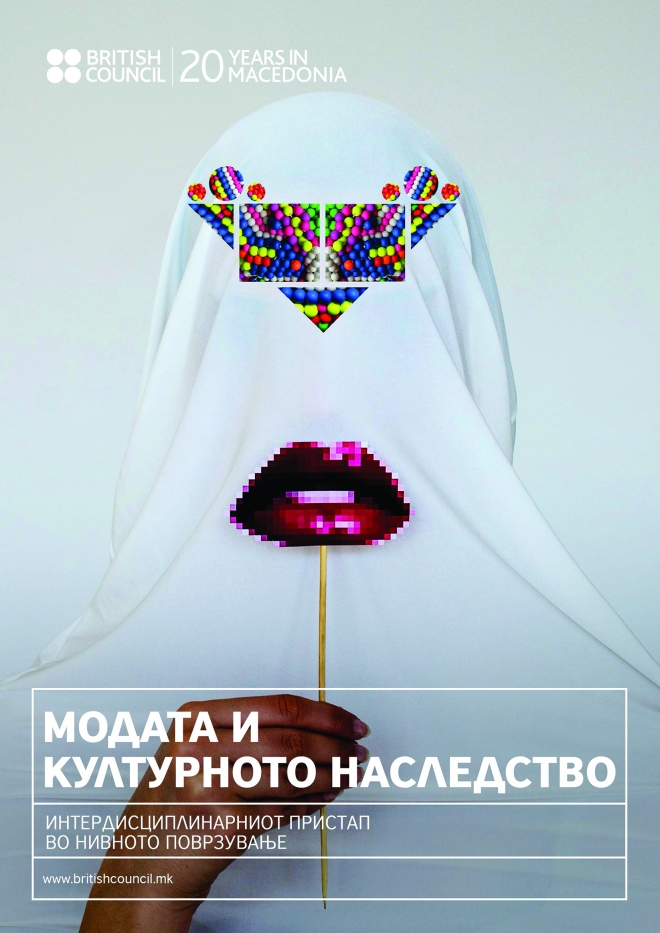 BRITISH
COUNCIL
20 YEARS IN
MACEDONIA
МОДАТА И
КУЛТУРНОТО НАСЛЕДСТВО
ИНТЕРДИСЦИПЛИНАРНИОТ ПРИСТАП
ВО НИВНОТО ПОВРЗУВАЊЕ
www.britishcouncil.mk